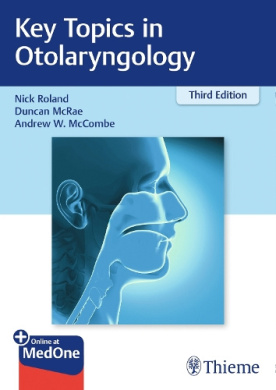 Key Topics in
Otolaryngology
Third Edition
Nick Roland
Duncan McRae
Andrew W. McCombe
+ Online at
MedOne
Thieme